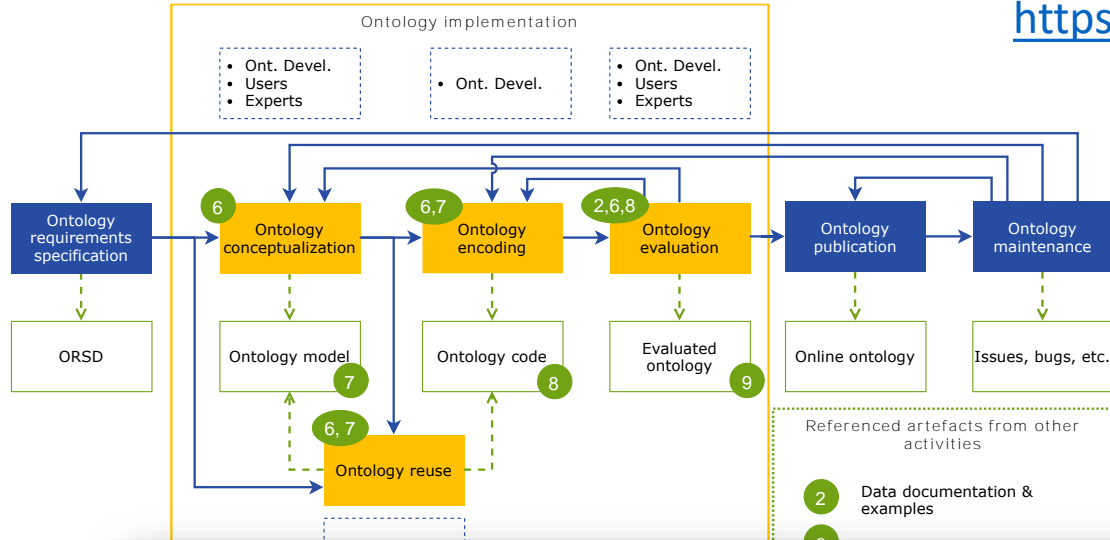 Ontology implementation
https
• Ont. Devel.
• Users
• Experts
• Ont. Devel.
• Ont. Devel.
• Users
• Experts
6
6,7
2,6,8
Ontology
requirements
specification
Ontology
conceptualization
Ontology
encoding
Ontology
evaluation
Ontology
publication
Ontology
maintenance
ORSD
Ontology model
7
Ontology code
8
Evaluated
ontology
9
Online ontology
Issues, bugs, etc.
6, 7
Ontology reuse
Referenced artefacts from other
activities
2
Data documentation &
examples